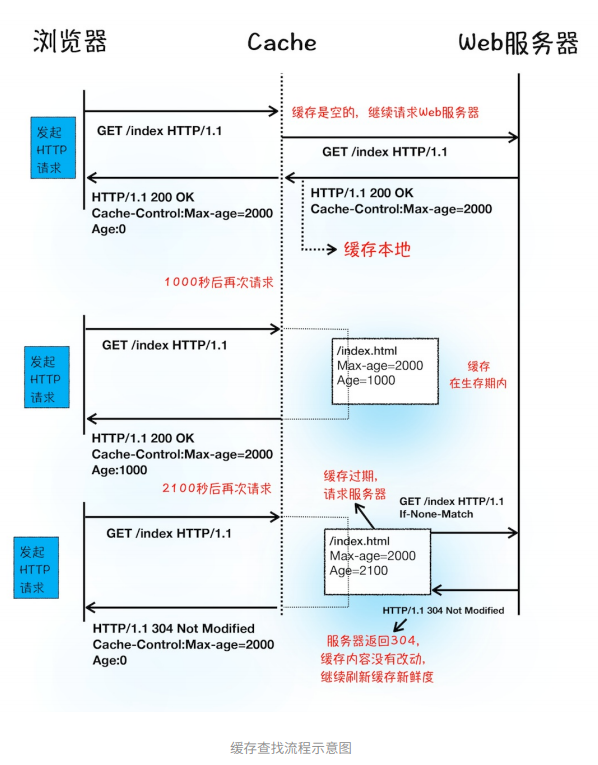 浏览器
Cache
Web服务器
发起
HTTP
请求
GET /index HTTP/1.1
缓存是空的，继续请求Web服务器
GET /index HTTP/1.1
HTTP/1.1 200 OK
Cache-Control:Max-age=2000
Age:0
HTTP/1.1 200 OK
Cache-Control:Max-age=2000
缓存本地
1000秒后再次请求
发起
HTTP
请求
GET /index HTTP/1.1
/index.html
Max-age=2000
Age=1000
缓存
在生存期内
HTTP/1.1 200 OK
Cache-Control:Max-age=2000
Age:1000
2100秒后再次请求
缓存过期，
请求服务器
GET /index HTTP/1.1
If-None-Match
发起
HTTP
请求
GET /index HTTP/1.1
/index.html
Max-age=2000
Age=2100
HTTP/1.1 304 Not Modified
HTTP/1.1 304 Not Modified
Cache-Control:Max-age=2000
Age:0
服务器返回304，
缓存内容没有改动，
继续刷新缓存新鲜度
缓存查找流程示意图